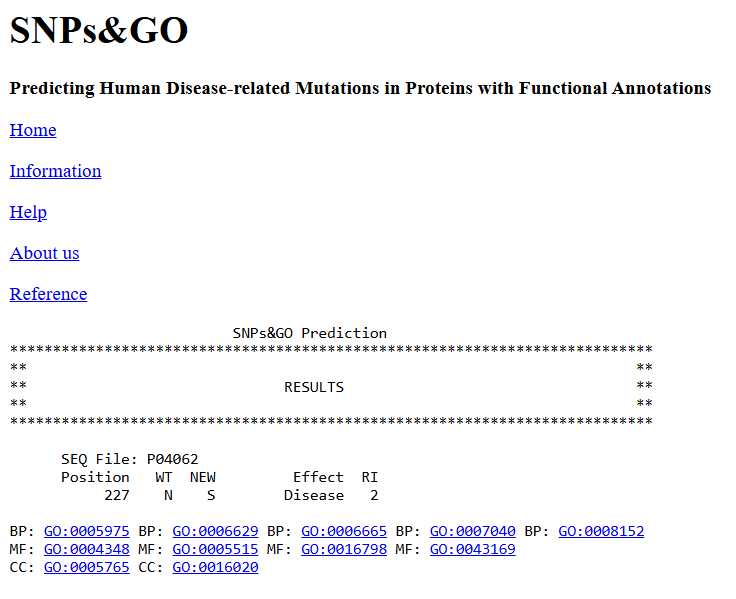 SNPs&GO
Predicting Human Disease-related Mutations in Proteins with Functional Annotations
Home
Information
Help
About us
Reference
SNPs&GO Prediction
***************************************************************************
** **
** RESULTS **
** **
***************************************************************************
SEQ File: P04062
Position WT NEW Effect RI
227 N S Disease 2
BP: GO:0005975 BP: GO:0006629 BP: GO:0006665 BP: GO:0007040 BP: GO:0008152
MF: GO:0004348 MF: GO:0005515 MF: GO:0016798 MF: GO:0043169
CC: GO:0005765 CC: GO:0016020